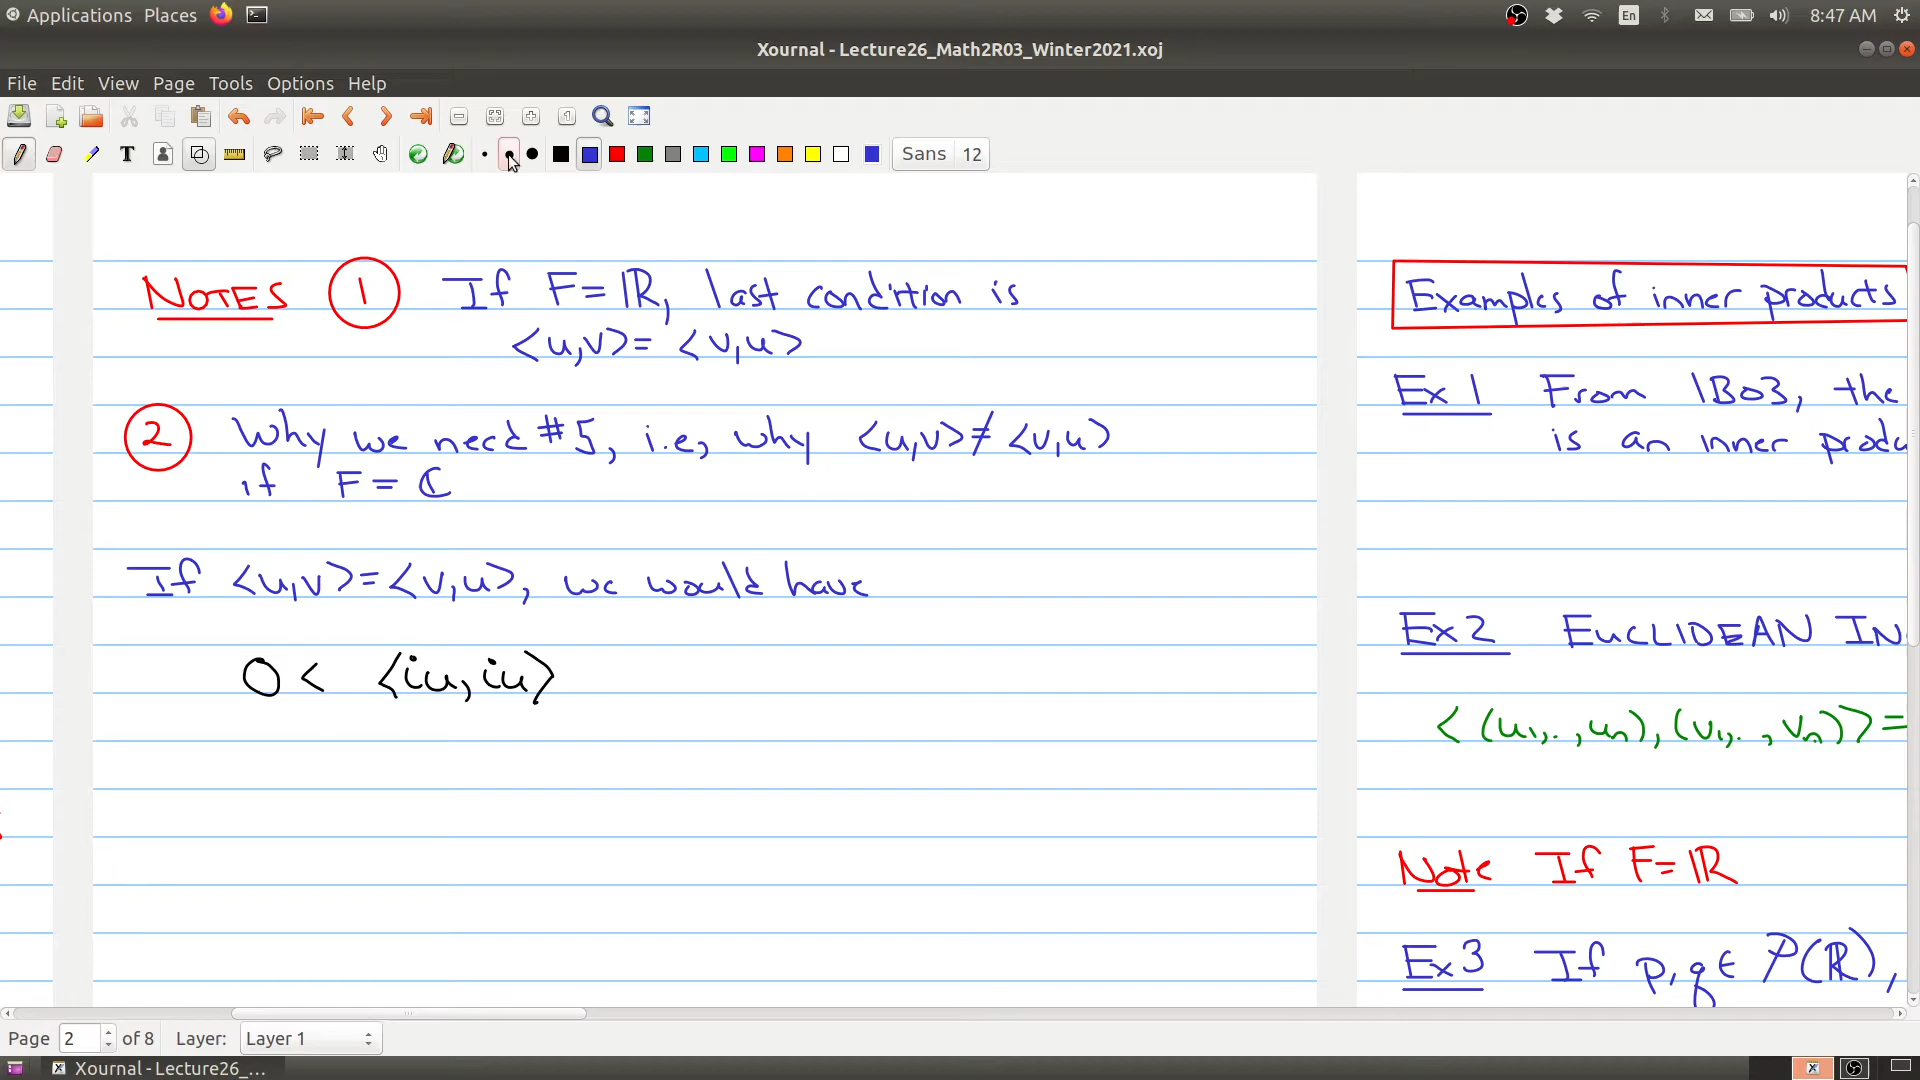 Applications Places En 8:47 AM
Xournal - Lecture26_Math2R03_Winter2021.xoj
File Edit View Page Tools Options Help
T Sans 12
NOTES ① If F = ℝ, last condition is
<u,v> = <v,u>
② Why we need #5, i.e, why <u,v> ≠ <v,u>
if F = ℂ
If <u,v> = <v,u>, we would have
0 < <iu, iu>
Examples of inner products
Ex 1 From 1B03, the
is an inner produ
Ex 2 EUCLIDEAN IN
<(u₁,..,uₙ),(v₁,..,vₙ)> =
Note If F = ℝ
Ex 3 If p,q ∈ P(ℝ),
Page 2 of 8 Layer: Layer 1
Xournal - Lecture26_...